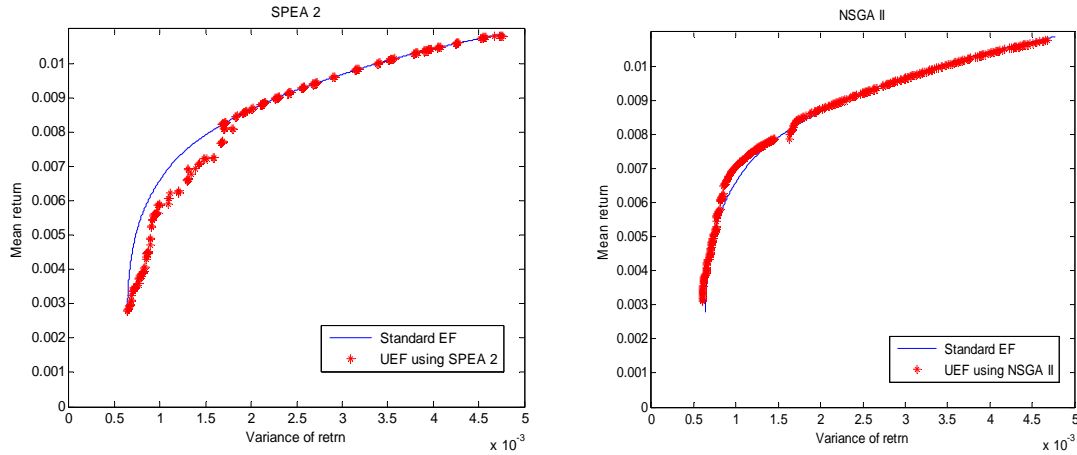 SPEA 2
0.01
0.009
0.008
0.007
0.006
0.005
0.004
0.003
0.002
0.001
0
Mean return
Standard EF
UEF using SPEA 2
0 0.5 1 1.5 2 2.5 3 3.5 4 4.5 5
Variance of retrn
x 10-3
NSGA II
0.01
0.009
0.008
0.007
0.006
0.005
0.004
0.003
0.002
0.001
0
Mean return
Standard EF
UEF using NSGA II
0 0.5 1 1.5 2 2.5 3 3.5 4 4.5 5
Variance of retrn
x 10-3